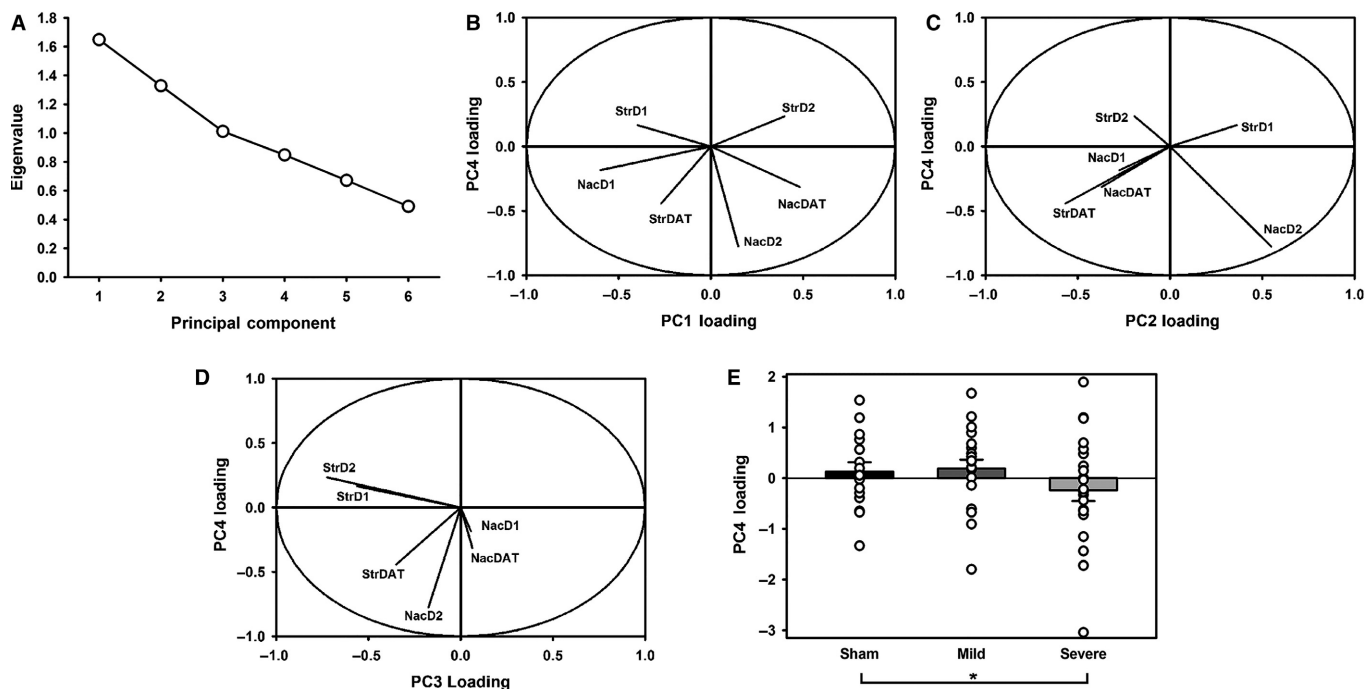 A
Eigenvalue
1.8
1.6
1.4
1.2
1.0
0.8
0.6
0.4
0.2
0.0
1 2 3 4 5 6
Principal component
B
PC4 loading
1.0
0.5
0.0
–0.5
–1.0
StrD1
StrD2
NacD1
StrDAT
NacDAT
NacD2
–1.0 –0.5 0.0 0.5 1.0
PC1 loading
C
PC4 loading
1.0
0.5
0.0
–0.5
–1.0
StrD2
StrD1
NacD1
NacDAT
StrDAT
NacD2
–1.0 –0.5 0.0 0.5 1.0
PC2 loading
D
PC4 loading
1.0
0.5
0.0
–0.5
–1.0
StrD2
StrD1
NacD1
NacDAT
StrDAT
NacD2
–1.0 –0.5 0.0 0.5 1.0
PC3 Loading
E
PC4 loading
2
1
0
–1
–2
–3
Sham Mild Severe
*